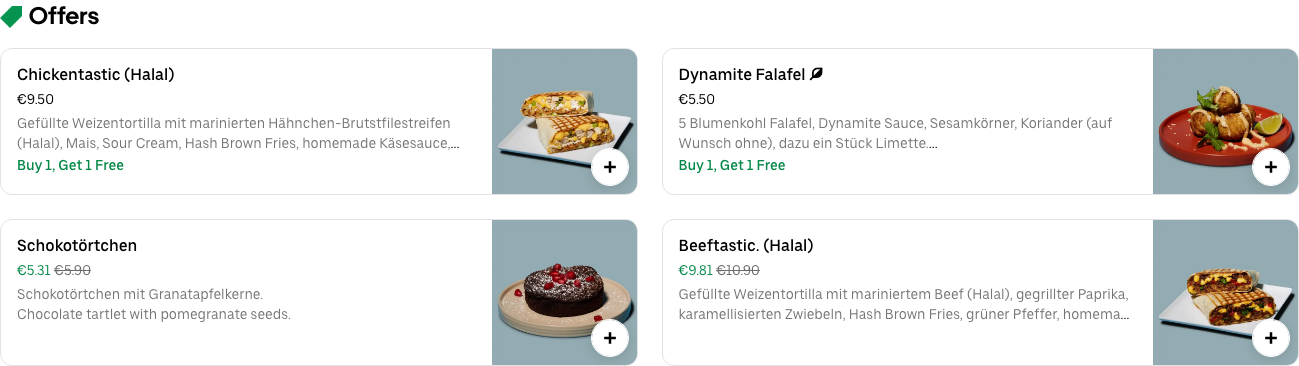 Offers
Chickentastic (Halal)
€9.50
Gefüllte Weizentortilla mit marinierten Hähnchen-Brutstfilestreifen
(Halal), Mais, Sour Cream, Hash Brown Fries, homemade Käsesauce,...
Buy 1, Get 1 Free
Dynamite Falafel
€5.50
5 Blumenkohl Falafel, Dynamite Sauce, Sesamkörner, Koriander (auf
Wunsch ohne), dazu ein Stück Limette....
Buy 1, Get 1 Free
Schokotörtchen
€5.31 €5.90
Schokotörtchen mit Granatapfelkerne.
Chocolate tartlet with pomegranate seeds.
Beeftastic. (Halal)
€9.81 €10.90
Gefüllte Weizentortilla mit mariniertem Beef (Halal), gegrillter Paprika,
karamellisierten Zwiebeln, Hash Brown Fries, grüner Pfeffer, homema...